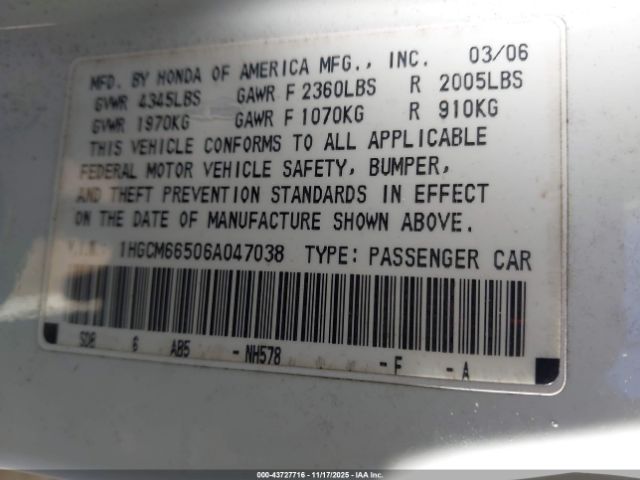 MFD. BY HONDA OF AMERICA MFG., INC. 03/06
GVWR 4345LBS GAWR F 2360LBS R 2005LBS
GVWR 1970KG GAWR F 1070KG R 910KG
THIS VEHICLE CONFORMS TO ALL APPLICABLE
FEDERAL MOTOR VEHICLE SAFETY, BUMPER,
AND THEFT PREVENTION STANDARDS IN EFFECT
ON THE DATE OF MANUFACTURE SHOWN ABOVE.
V.I.N. 1HGCM66506A047038 TYPE: PASSENGER CAR
SDB 6 AB5 - NH578 - F - A
000-43727716 | 11/17/2025 | IAA Inc.